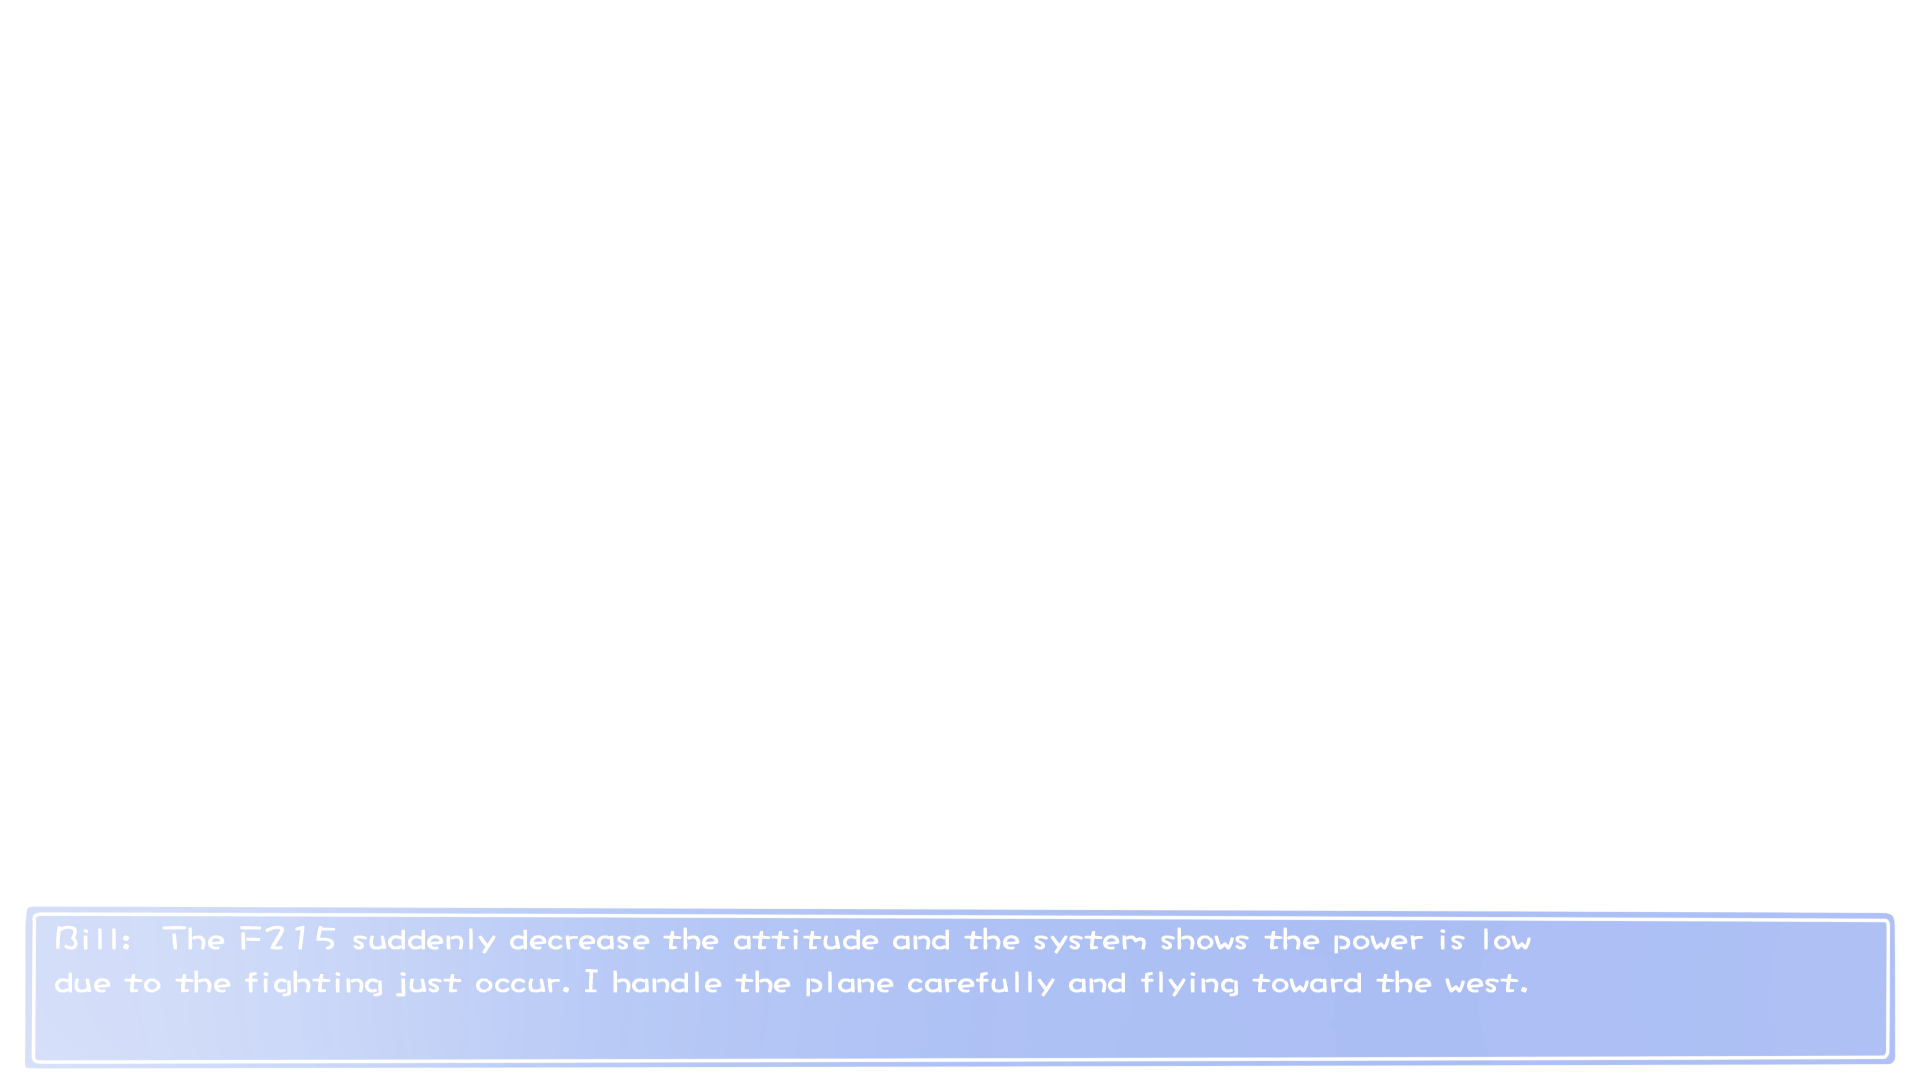 Bill:  The F215 suddenly decrease the attitude and the system shows the power is low
due to the fighting just occur. I handle the plane carefully and flying toward the west.